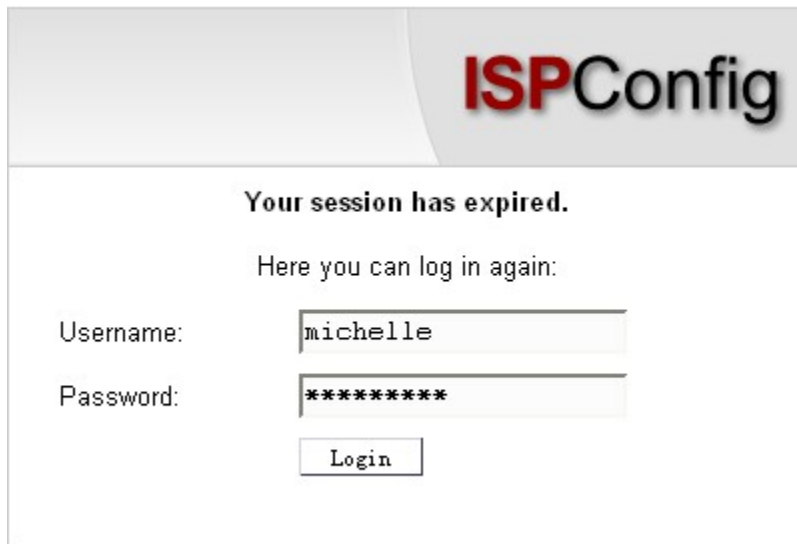 ISPConfig
Your session has expired.
Here you can log in again:
Username: michelle
Password: *********
Login